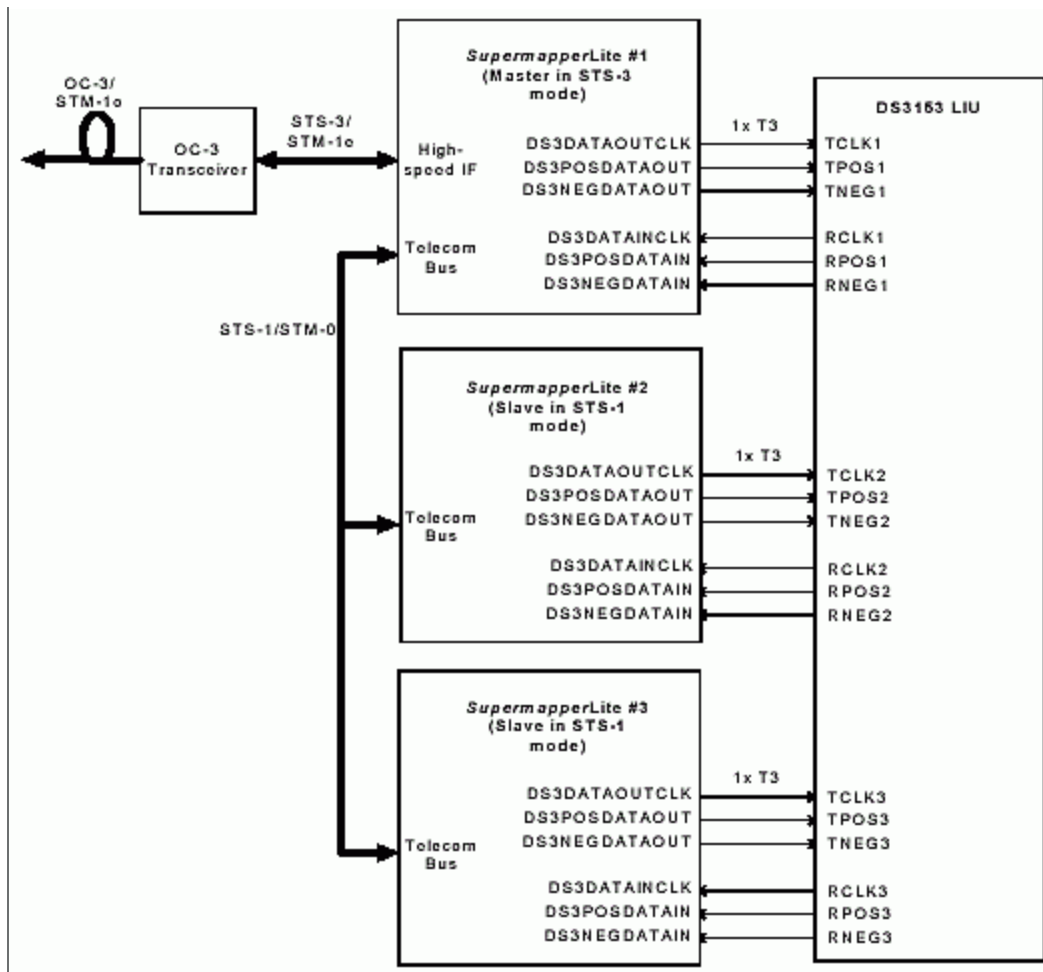 OC-3/
STM-1o
OC-3
Transceiver
STS-3/
STM-1e
SupermapperLite #1
(Master in STS-3
mode)
High-
speed IF
Telecom
Bus
DS3DATAOUTCLK
DS3POSDATAOUT
DS3NEGDATAOUT
DS3DATAINCLK
DS3POSDATAIN
DS3NEGDATAIN
1x T3
DS3153 LIU
TCLK1
TPOS1
TNEG1
RCLK1
RPOS1
RNEG1
STS-1/STM-0
SupermapperLite #2
(Slave in STS-1
mode)
Telecom
Bus
DS3DATAOUTCLK
DS3POSDATAOUT
DS3NEGDATAOUT
DS3DATAINCLK
DS3POSDATAIN
DS3NEGDATAIN
1x T3
TCLK2
TPOS2
TNEG2
RCLK2
RPOS2
RNEG2
SupermapperLite #3
(Slave in STS-1
mode)
Telecom
Bus
DS3DATAOUTCLK
DS3POSDATAOUT
DS3NEGDATAOUT
DS3DATAINCLK
DS3POSDATAIN
DS3NEGDATAIN
1x T3
TCLK3
TPOS3
TNEG3
RCLK3
RPOS3
RNEG3